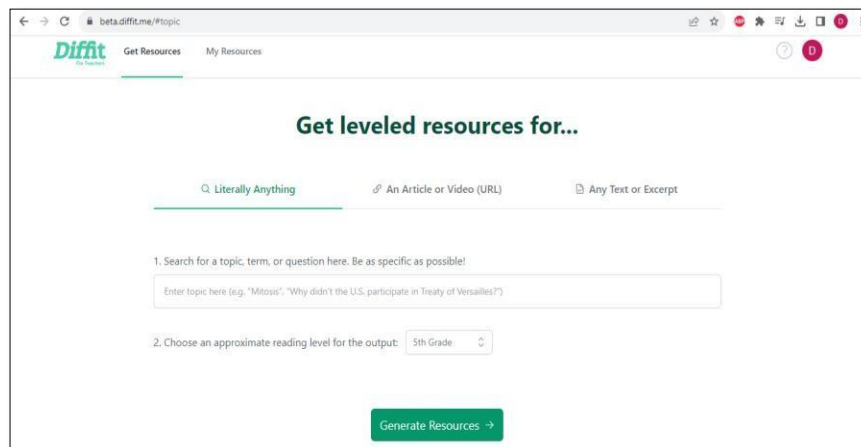 beta.diffit.me/#topic
ABP
D
Diffit
For Teachers
Get Resources
My Resources
?
D
Get leveled resources for...
Literally Anything
An Article or Video (URL)
Any Text or Excerpt
1. Search for a topic, term, or question here. Be as specific as possible!
Enter topic here (e.g. "Mitosis", "Why didn't the U.S. participate in Treaty of Versailles?")
2. Choose an approximate reading level for the output: 5th Grade
Generate Resources →